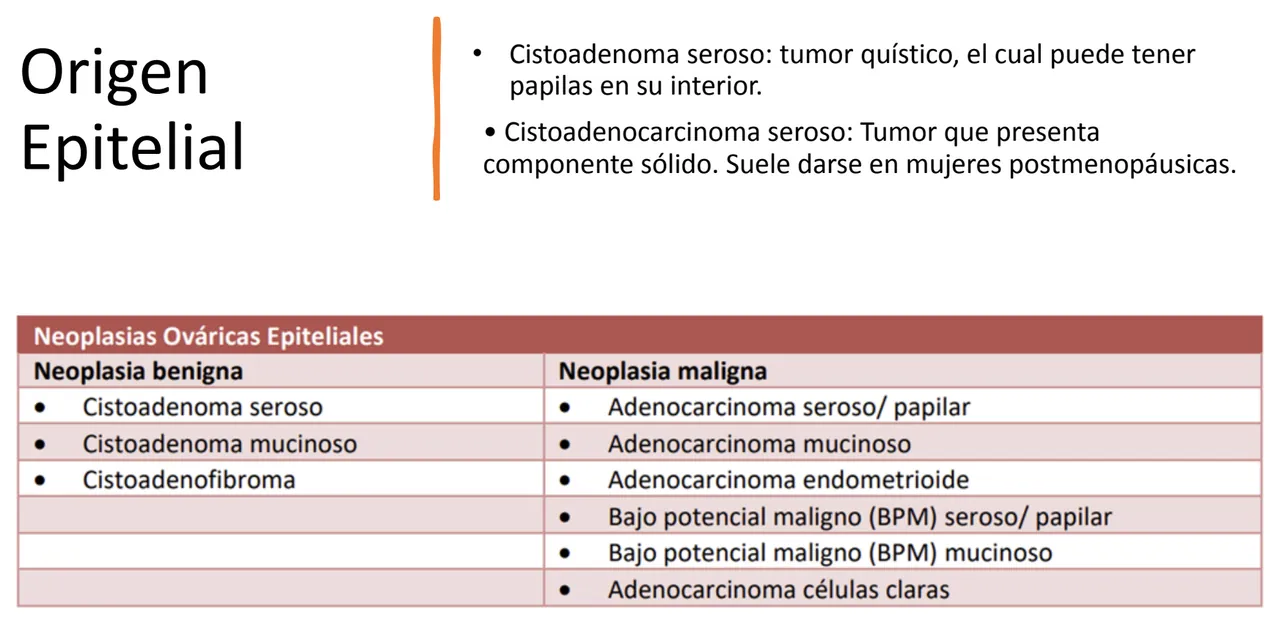 Origen
Epitelial
• Cistoadenoma seroso: tumor quístico, el cual puede tener
papilas en su interior.
• Cistoadenocarcinoma seroso: Tumor que presenta
componente sólido. Suele darse en mujeres postmenopáusicas.
Neoplasias Ováricas Epiteliales
Neoplasia benigna Neoplasia maligna
• Cistoadenoma seroso • Adenocarcinoma seroso/ papilar
• Cistoadenoma mucinoso • Adenocarcinoma mucinoso
• Cistoadenofibroma • Adenocarcinoma endometrioide
• Bajo potencial maligno (BPM) seroso/ papilar
• Bajo potencial maligno (BPM) mucinoso
• Adenocarcinoma células claras